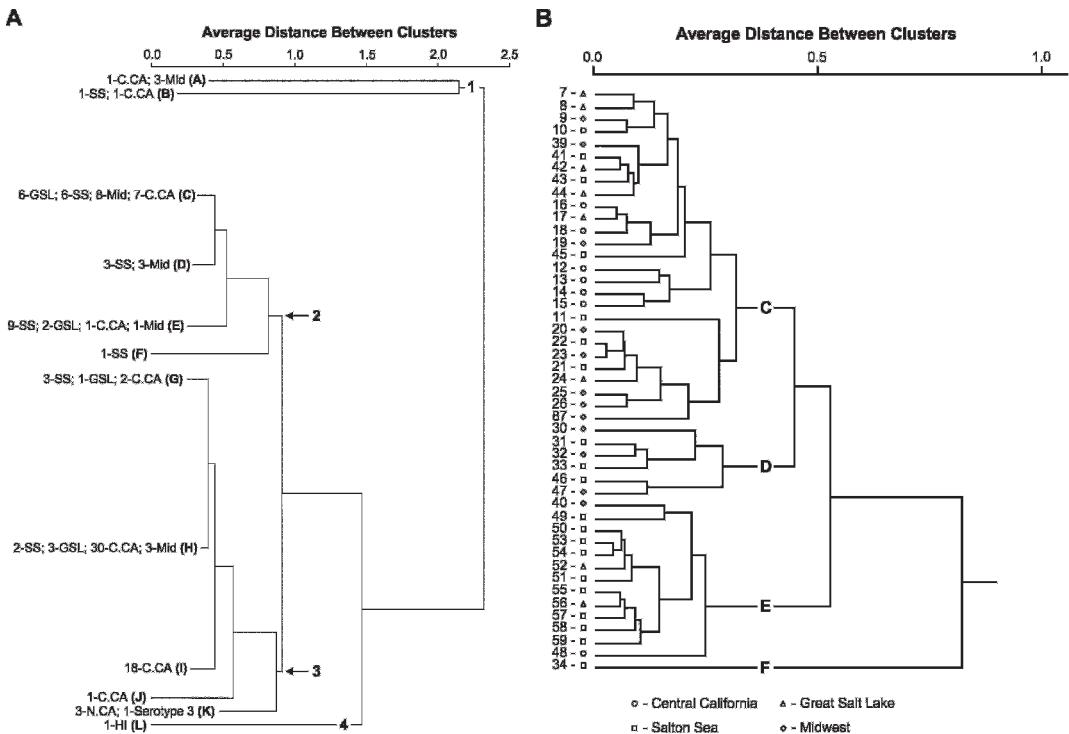 A
Average Distance Between Clusters
0.0 0.5 1.0 1.5 2.0 2.5
1-C.CA; 3-Mid (A)
1
1-SS; 1-C.CA (B)
6-GSL; 6-SS; 8-Mid; 7-C.CA (C)
3-SS; 3-Mid (D)
2
9-SS; 2-GSL; 1-C.CA; 1-Mid (E)
1-SS (F)
3-SS; 1-GSL; 2-C.CA (G)
2-SS; 3-GSL; 30-C.CA; 3-Mid (H)
18-C.CA (I)
3
1-C.CA (J)
3-N.CA; 1-Serotype 3 (K)
1-HI (L)
4
B
Average Distance Between Clusters
0.0 0.5 1.0
7 -
8 -
9 -
10 -
39 -
41 -
42 -
43 -
44 -
16 -
17 -
18 -
19 -
45 -
12 -
13 -
14 -
15 -
C
11 -
20 -
22 -
23 -
21 -
24 -
25 -
26 -
87 -
30 -
31 -
32 -
33 -
D
46 -
47 -
40 -
49 -
50 -
53 -
54 -
52 -
51 -
55 -
56 -
E
57 -
58 -
59 -
48 -
34 -
F
- Central California
- Great Salt Lake
- Salton Sea
- Midwest